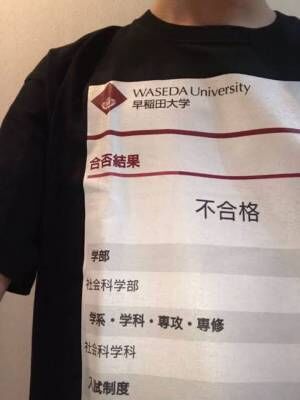 WASEDA University
早稲田大学
合否結果
不合格
学部
社会科学部
学系・学科・専攻・専修
社会科学科
入試制度